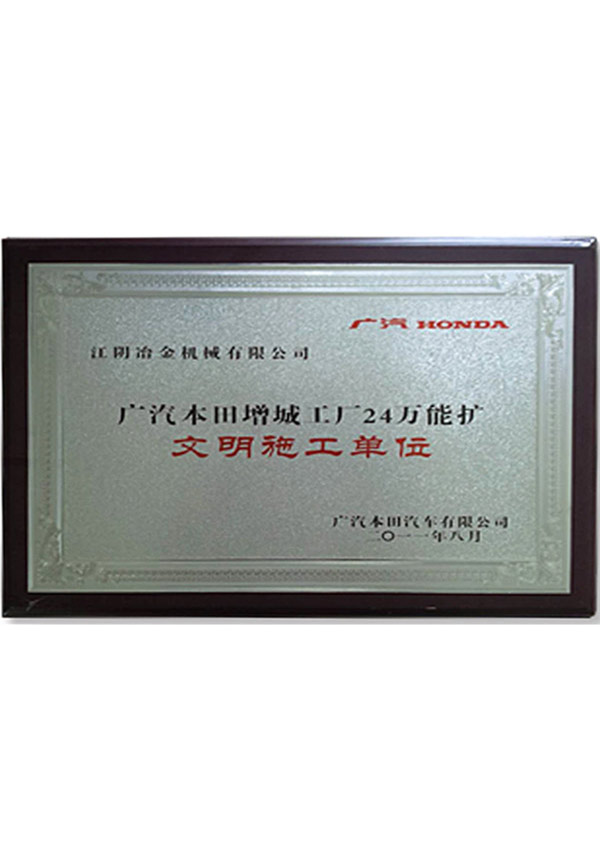 广汽 HONDA
江阴冶金机械有限公司
广汽本田增城工厂24万能扩
文明施工单位
广汽本田汽车有限公司
二〇一一年八月